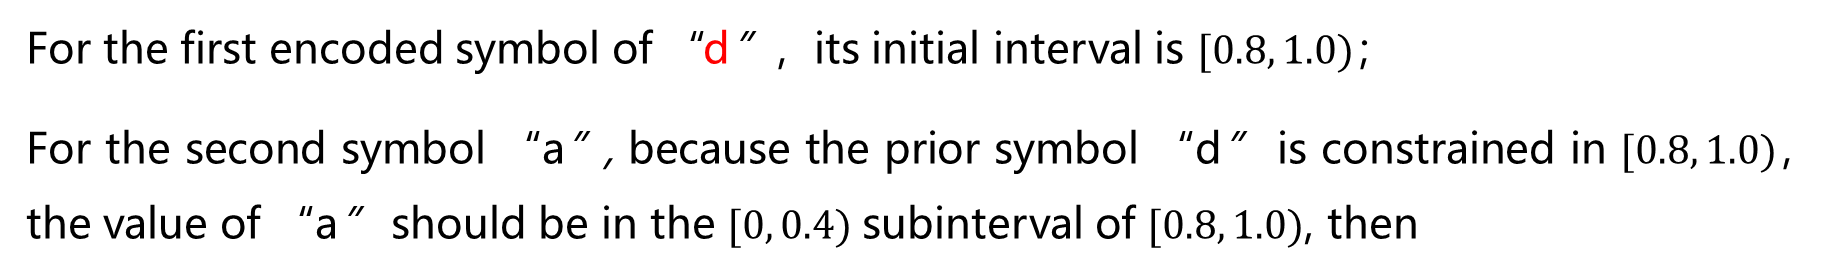 For the first encoded symbol of “d”, its initial interval is [0.8, 1.0);
For the second symbol “a”, because the prior symbol “d” is constrained in [0.8, 1.0),
the value of “a” should be in the [0, 0.4) subinterval of [0.8, 1.0), then